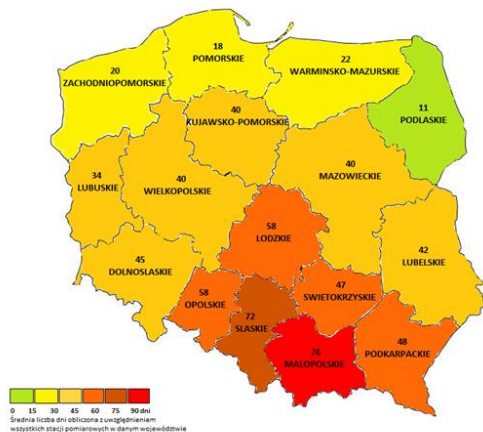 18
POMORSKIE
22
WARMINSKO-MAZURSKIE
20
ZACHODNIOPOMORSKIE
11
PODLASKIE
40
KUJAWSKO-POMORSKIE
34
LUBUSKIE
40
WIELKOPOLSKIE
40
MAZOWIECKIE
58
LODZKIE
42
LUBELSKIE
45
DOLNOSLASKIE
58
OPOLSKIE
72
SLASKIE
47
SWIETOKRZYSKIE
76
MALOPOLSKIE
48
PODKARPACKIE
0 15 30 45 60 75 90 dni
Średnia liczba dni obliczona z uwzględnieniem
wszystkich stacji pomiarowych w danym województwie